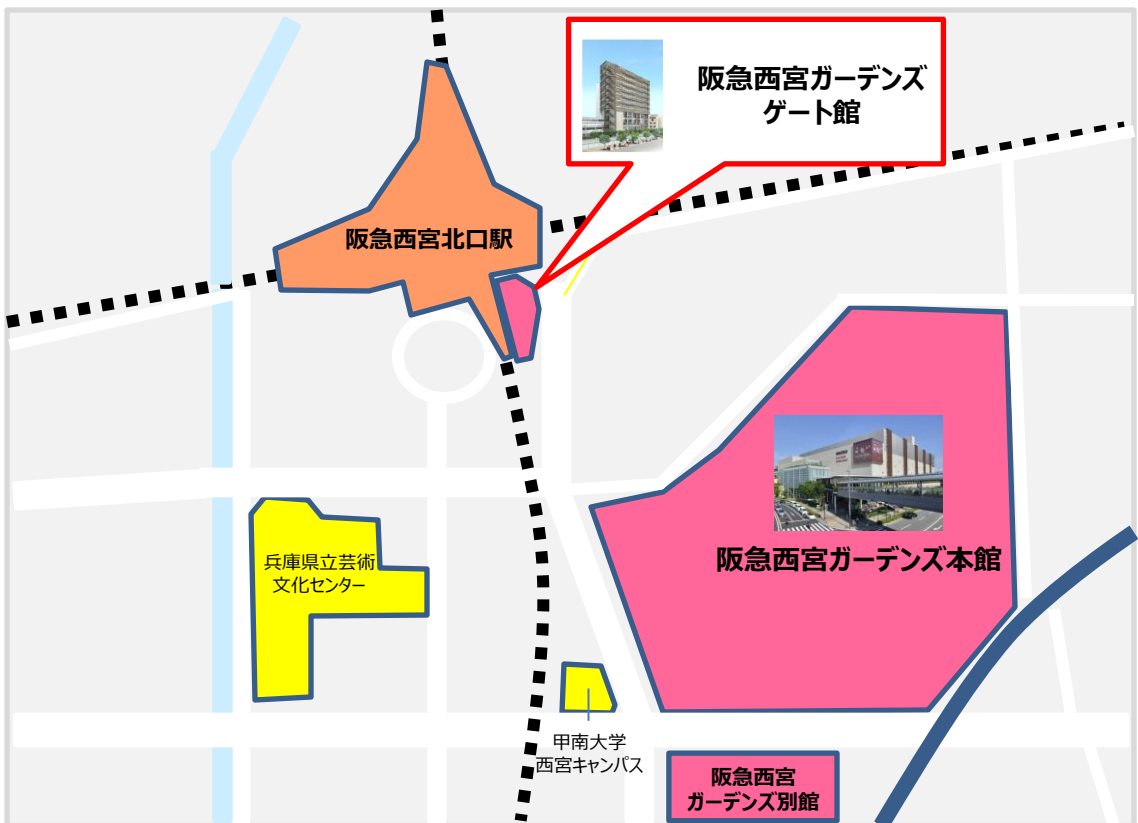 阪急西宮ガーデンズ
ゲート館
阪急西宮北口駅
阪急西宮ガーデンズ本館
兵庫県立芸術
文化センター
甲南大学
西宮キャンパス
阪急西宮
ガーデンズ別館